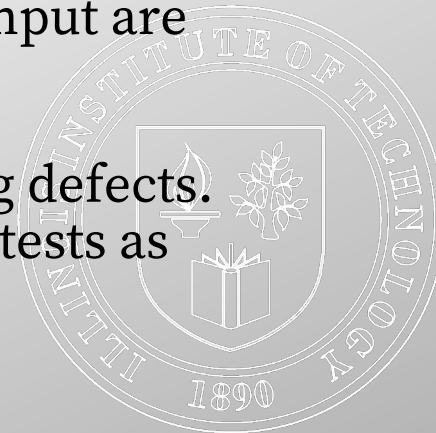 nput are
g defects.
tests as
ILLINOIS INSTITUTE OF TECHNOLOGY
1890